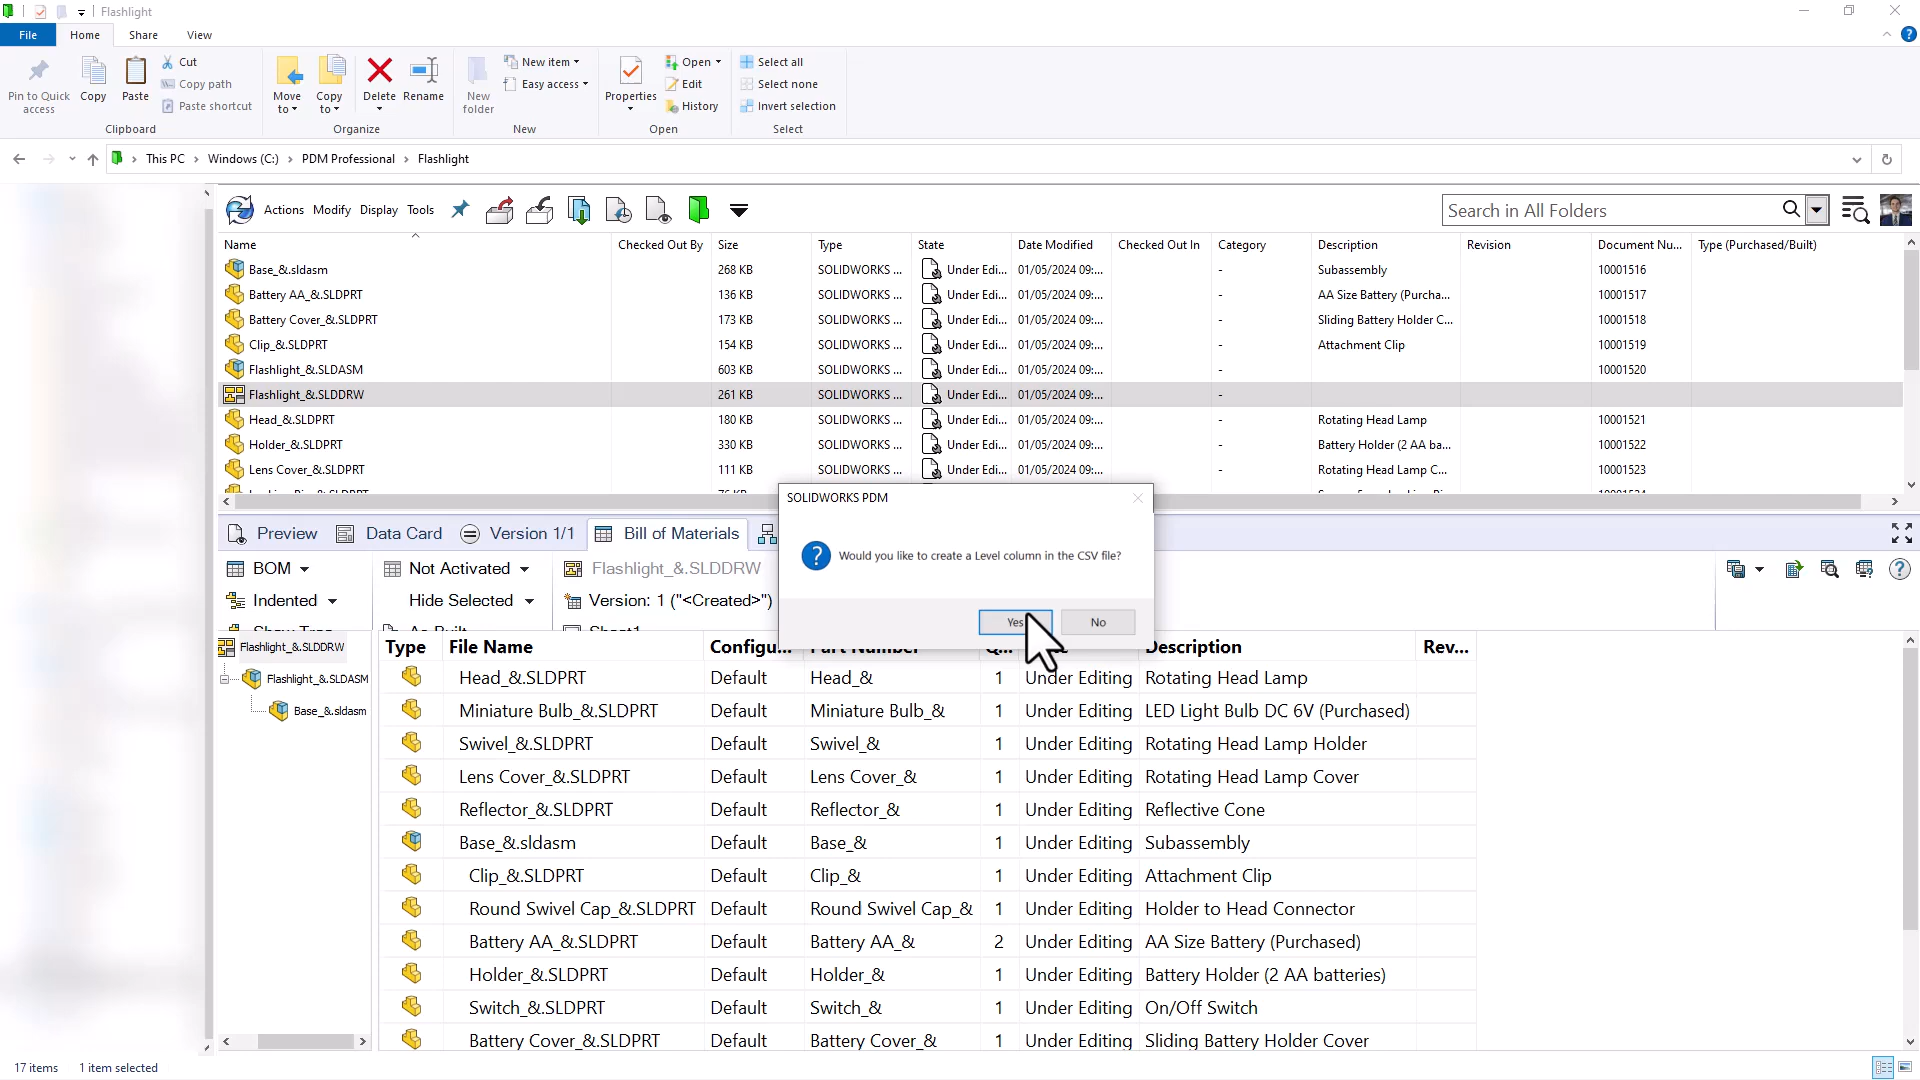 Flashlight
File Home Share View
Pin to Quick access
Copy
Paste
Cut
Copy path
Paste shortcut
Clipboard
Move to
Copy to
Delete
Rename
Organize
New folder
New item
Easy access
New
Properties
Open
Edit
History
Open
Select all
Select none
Invert selection
Select
This PC > Windows (C:) > PDM Professional > Flashlight
Actions Modify Display Tools
Search in All Folders
Name Checked Out By Size Type State Date Modified Checked Out In Category Description Revision Document Nu... Type (Purchased/Built)
Base_&.sldasm 268 KB SOLIDWORKS ... Under Edi... 01/05/2024 09:... - Subassembly 10001516
Battery AA_&.SLDPRT 136 KB SOLIDWORKS ... Under Edi... 01/05/2024 09:... - AA Size Battery (Purcha... 10001517
Battery Cover_&.SLDPRT 173 KB SOLIDWORKS ... Under Edi... 01/05/2024 09:... - Sliding Battery Holder C... 10001518
Clip_&.SLDPRT 154 KB SOLIDWORKS ... Under Edi... 01/05/2024 09:... - Attachment Clip 10001519
Flashlight_&.SLDASM 603 KB SOLIDWORKS ... Under Edi... 01/05/2024 09:... - 10001520
Flashlight_&.SLDDRW 261 KB SOLIDWORKS ... Under Edi... 01/05/2024 09:... -
Head_&.SLDPRT 180 KB SOLIDWORKS ... Under Edi... 01/05/2024 09:... - Rotating Head Lamp 10001521
Holder_&.SLDPRT 330 KB SOLIDWORKS ... Under Edi... 01/05/2024 09:... - Battery Holder (2 AA ba... 10001522
Lens Cover_&.SLDPRT 111 KB SOLIDWORKS ... Under Edi... 01/05/2024 09:... - Rotating Head Lamp C... 10001523
SOLIDWORKS PDM
Would you like to create a Level column in the CSV file?
Yes No
Preview Data Card Version 1/1 Bill of Materials
BOM Not Activated Flashlight_&.SLDDRW
Indented Hide Selected Version: 1 ("<Created>")
Flashlight_&.SLDDRW
Flashlight_&.SLDASM
Base_&.sldasm
Type File Name Configu... Description Rev...
Head_&.SLDPRT Default Head_& 1 Under Editing Rotating Head Lamp
Miniature Bulb_&.SLDPRT Default Miniature Bulb_& 1 Under Editing LED Light Bulb DC 6V (Purchased)
Swivel_&.SLDPRT Default Swivel_& 1 Under Editing Rotating Head Lamp Holder
Lens Cover_&.SLDPRT Default Lens Cover_& 1 Under Editing Rotating Head Lamp Cover
Reflector_&.SLDPRT Default Reflector_& 1 Under Editing Reflective Cone
Base_&.sldasm Default Base_& 1 Under Editing Subassembly
Clip_&.SLDPRT Default Clip_& 1 Under Editing Attachment Clip
Round Swivel Cap_&.SLDPRT Default Round Swivel Cap_& 1 Under Editing Holder to Head Connector
Battery AA_&.SLDPRT Default Battery AA_& 2 Under Editing AA Size Battery (Purchased)
Holder_&.SLDPRT Default Holder_& 1 Under Editing Battery Holder (2 AA batteries)
Switch_&.SLDPRT Default Switch_& 1 Under Editing On/Off Switch
Battery Cover_&.SLDPRT Default Battery Cover_& 1 Under Editing Sliding Battery Holder Cover
17 items 1 item selected